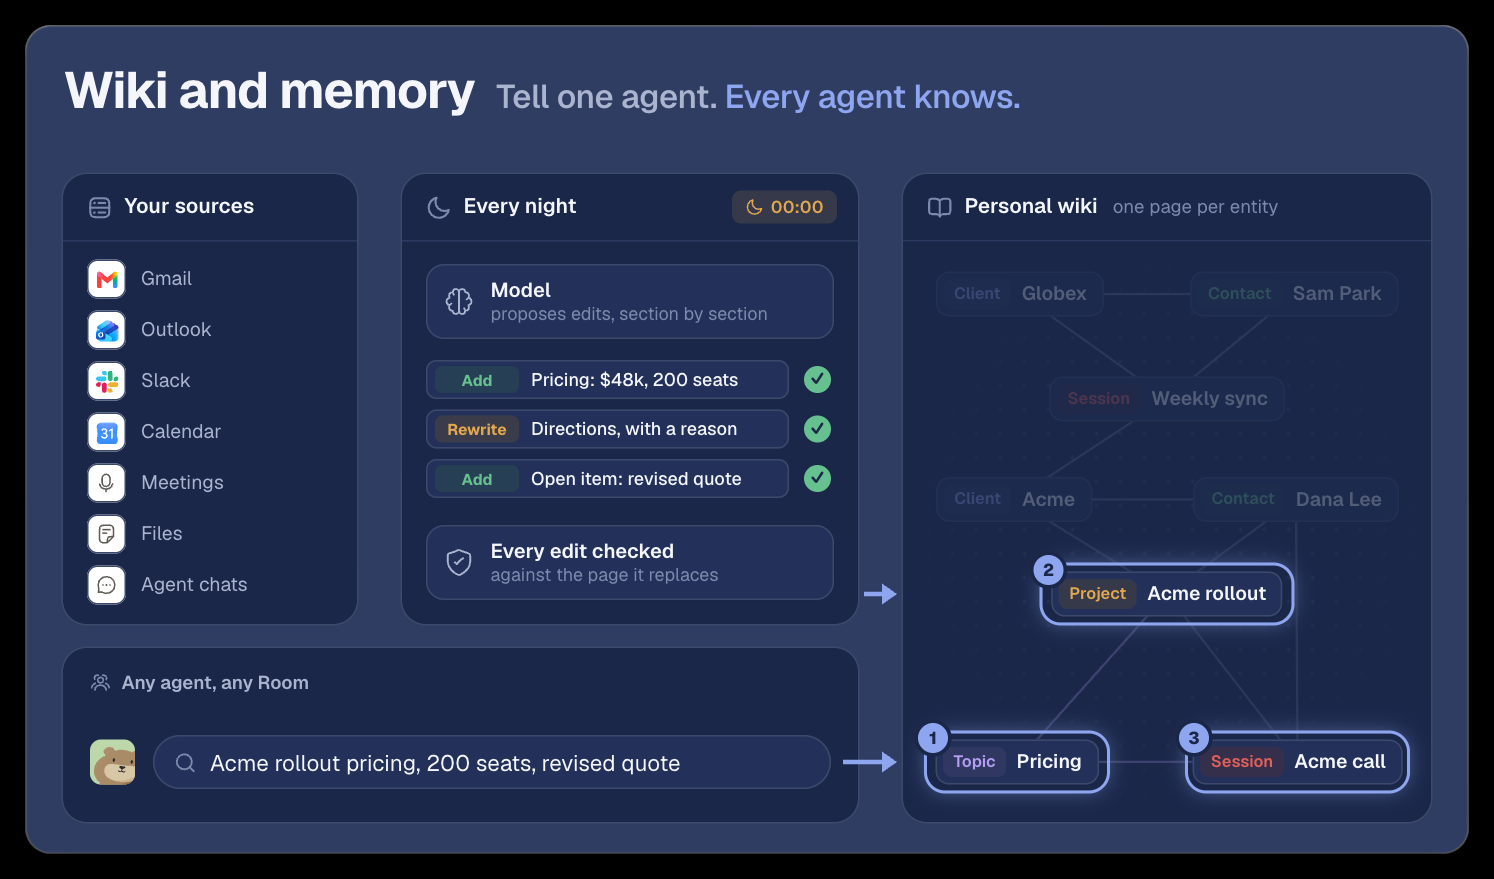 Wiki and memory Tell one agent. Every agent knows.
Your sources
Gmail
Outlook
Slack
31 Calendar
Meetings
Files
Agent chats
Every night 00:00
Model
proposes edits, section by section
Add Pricing: $48k, 200 seats
Rewrite Directions, with a reason
Add Open item: revised quote
Every edit checked
against the page it replaces
Any agent, any Room
Acme rollout pricing, 200 seats, revised quote
Personal wiki one page per entity
Client Globex
Contact Sam Park
Session Weekly sync
Client Acme
Contact Dana Lee
2 Project Acme rollout
1 Topic Pricing
3 Session Acme call